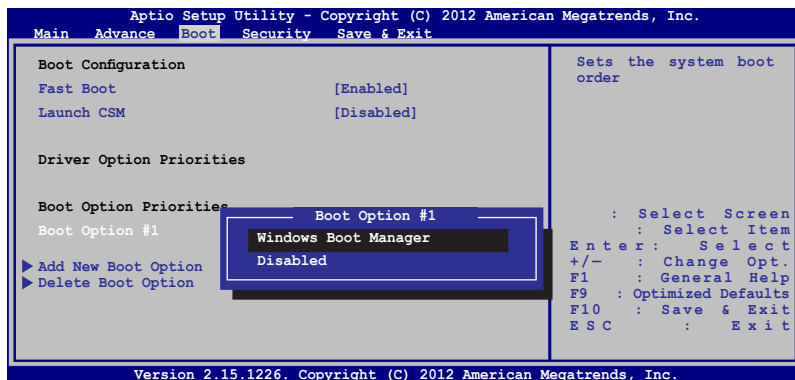 Aptio Setup Utility - Copyright (C) 2012 American Megatrends, Inc.
Main Advance Boot Security Save & Exit
Boot Configuration
Fast Boot [Enabled]
Launch CSM [Disabled]
Driver Option Priorities
Boot Option Priorities
Boot Option #1
Add New Boot Option
Delete Boot Option
Boot Option #1
Windows Boot Manager
Disabled
Sets the system boot
order
: Select Screen
: Select Item
Enter: Select
+/— : Change Opt.
F1 : General Help
F9 : Optimized Defaults
F10 : Save & Exit
ESC : Exit
Version 2.15.1226. Copyright (C) 2012 American Megatrends, Inc.